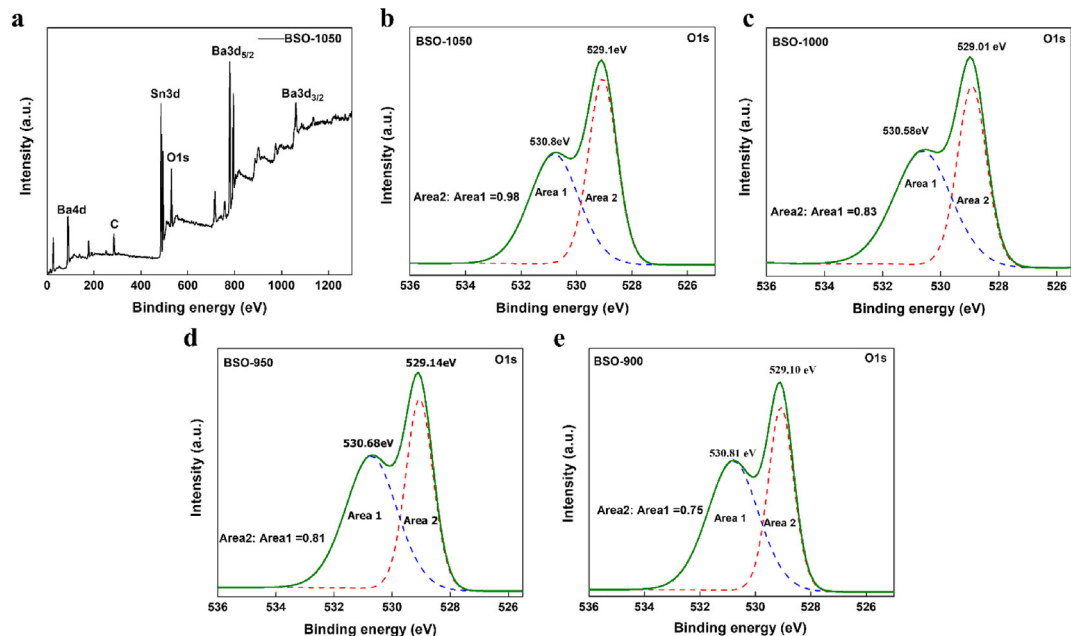 a
BSO-1050
Ba3d5/2
Sn3d
Ba3d3/2
O1s
Ba4d
C
Intensity (a.u.)
0 200 400 600 800 1000 1200
Binding energy (eV)
b
BSO-1050
O1s
529.1eV
530.8eV
Area2: Area1 =0.98
Area 1
Area 2
Intensity (a.u.)
536 534 532 530 528 526
Binding energy (eV)
c
BSO-1000
O1s
529.01 eV
530.58eV
Area 1
Area 2
Area2: Area1 =0.83
Intensity (a.u.)
536 534 532 530 528 526
Binding energy (eV)
d
BSO-950
O1s
529.14eV
530.68eV
Area 1
Area 2
Area2: Area1 =0.81
Intensity (a.u.)
536 534 532 530 528 526
Binding energy (eV)
e
BSO-900
O1s
529.10 eV
530.81 eV
Area2: Area1 =0.75
Area 1
Area 2
Intensity (a.u.)
536 534 532 530 528 526
Binding energy (eV)